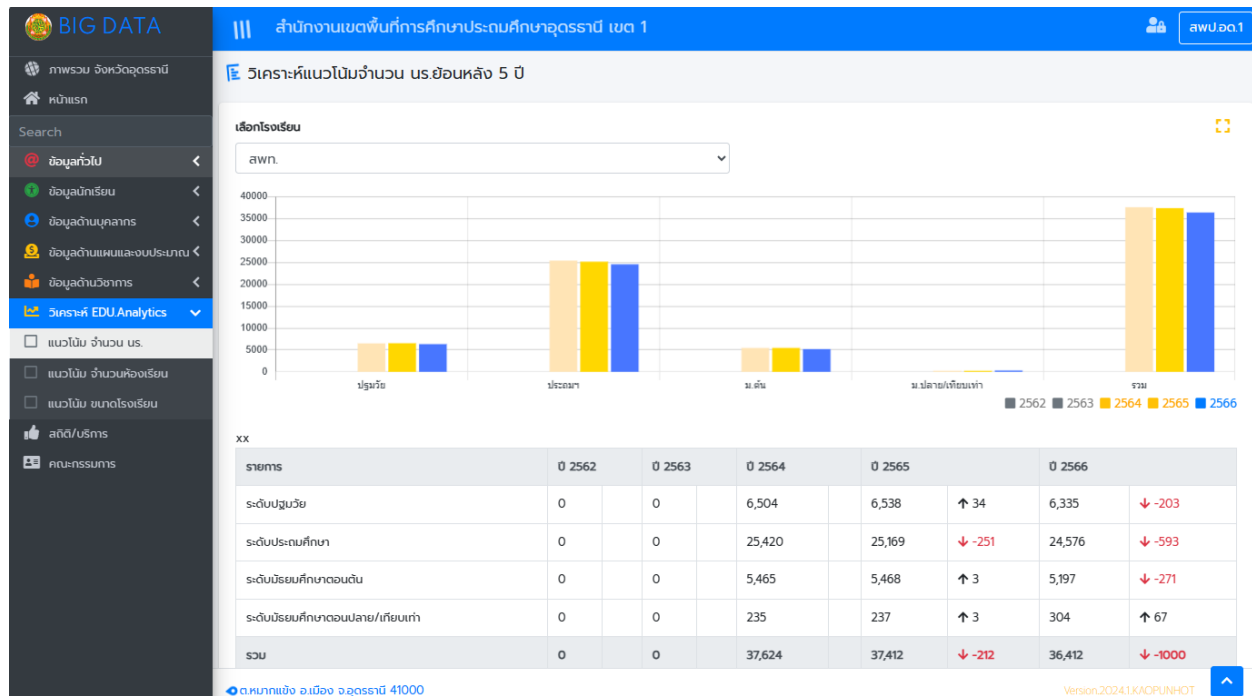 BIG DATA
สำนักงานเขตพื้นที่การศึกษาประถมศึกษาอุดรธานี เขต 1
สพป.อด.1
ภาพรวม จังหวัดอุดรธานี
หน้าแรก
Search
ข้อมูลทั่วไป
ข้อมูลนักเรียน
ข้อมูลด้านบุคลากร
ข้อมูลด้านแผนและงบประมาณ
ข้อมูลด้านวิชาการ
วิเคราะห์ EDU.Analytics
แนวโน้ม จำนวน นร.
แนวโน้ม จำนวนห้องเรียน
แนวโน้ม ขนาดโรงเรียน
สถิติ/บริการ
คณะกรรมการ
วิเคราะห์แนวโน้มจำนวน นร.ย้อนหลัง 5 ปี
เลือกโรงเรียน
สพท.
40000
35000
30000
25000
20000
15000
10000
5000
0
ปฐมวัย ประถมฯ ม.ต้น ม.ปลาย/เทียบเท่า รวม
2562 2563 2564 2565 2566
xx
รายการ ปี 2562 ปี 2563 ปี 2564 ปี 2565 ปี 2566
ระดับปฐมวัย 0 0 6,504 6,538 ↑ 34 6,335 ↓ -203
ระดับประถมศึกษา 0 0 25,420 25,169 ↓ -251 24,576 ↓ -593
ระดับมัธยมศึกษาตอนต้น 0 0 5,465 5,468 ↑ 3 5,197 ↓ -271
ระดับมัธยมศึกษาตอนปลาย/เทียบเท่า 0 0 235 237 ↑ 3 304 ↑ 67
รวม 0 0 37,624 37,412 ↓ -212 36,412 ↓ -1000
ต.หมากแข้ง อ.เมือง จ.อุดรธานี 41000
Version.2024.1.KAOPUNHOT